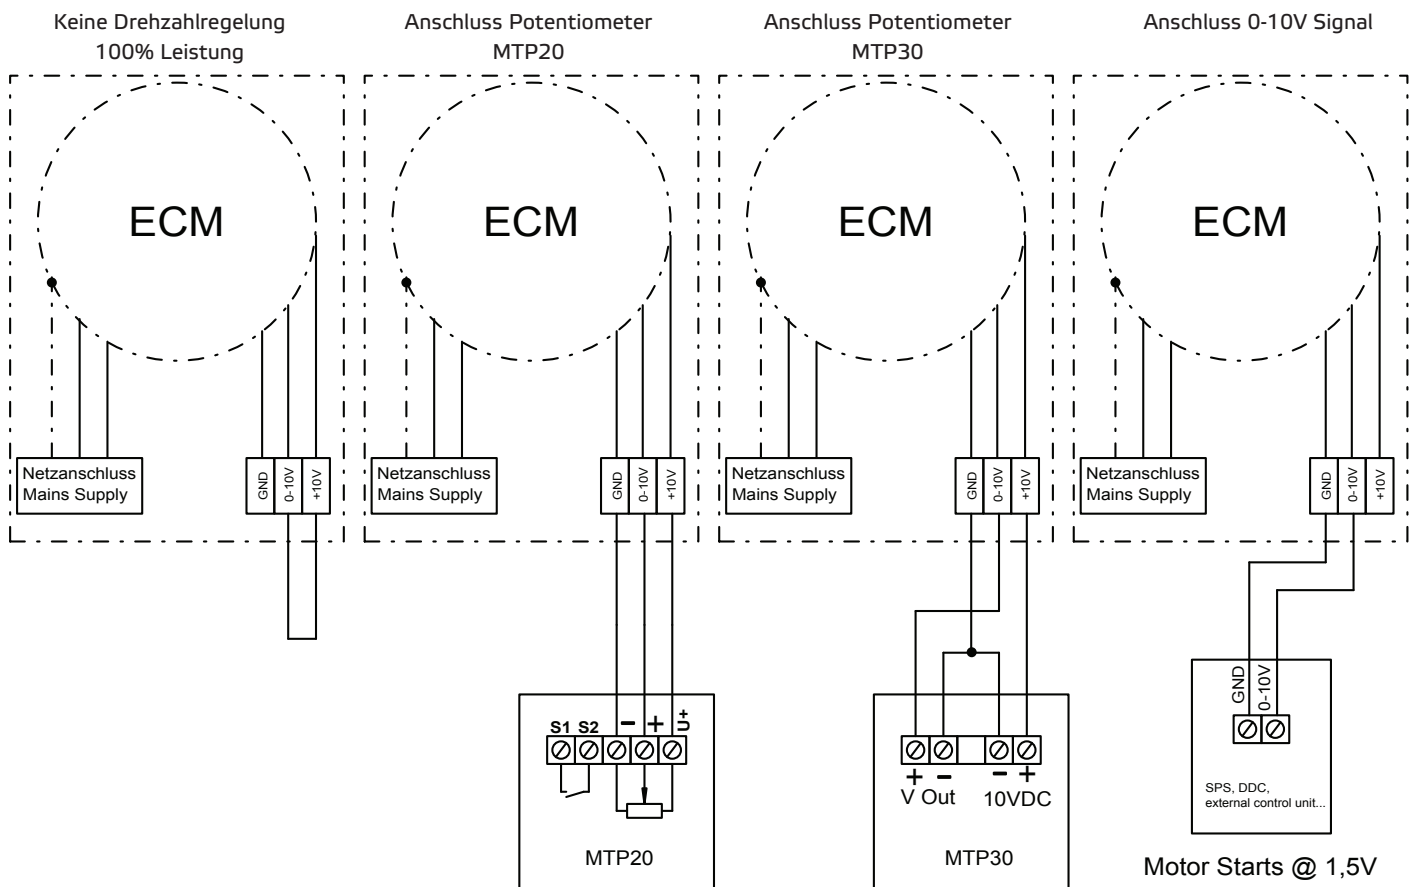 Keine Drehzahlregelung
100% Leistung
Anschluss Potentiometer
MTP20
Anschluss Potentiometer
MTP30
Anschluss 0-10V Signal
ECM
ECM
ECM
ECM
Netzanschluss
Mains Supply
GND
0-10V
+10V
Netzanschluss
Mains Supply
GND
0-10V
+10V
Netzanschluss
Mains Supply
GND
0-10V
+10V
Netzanschluss
Mains Supply
GND
0-10V
+10V
S1 S2 − + U+
MTP20
+ − − +
V Out 10VDC
MTP30
GND
0-10V
SPS, DDC,
external control unit...
Motor Starts @ 1,5V